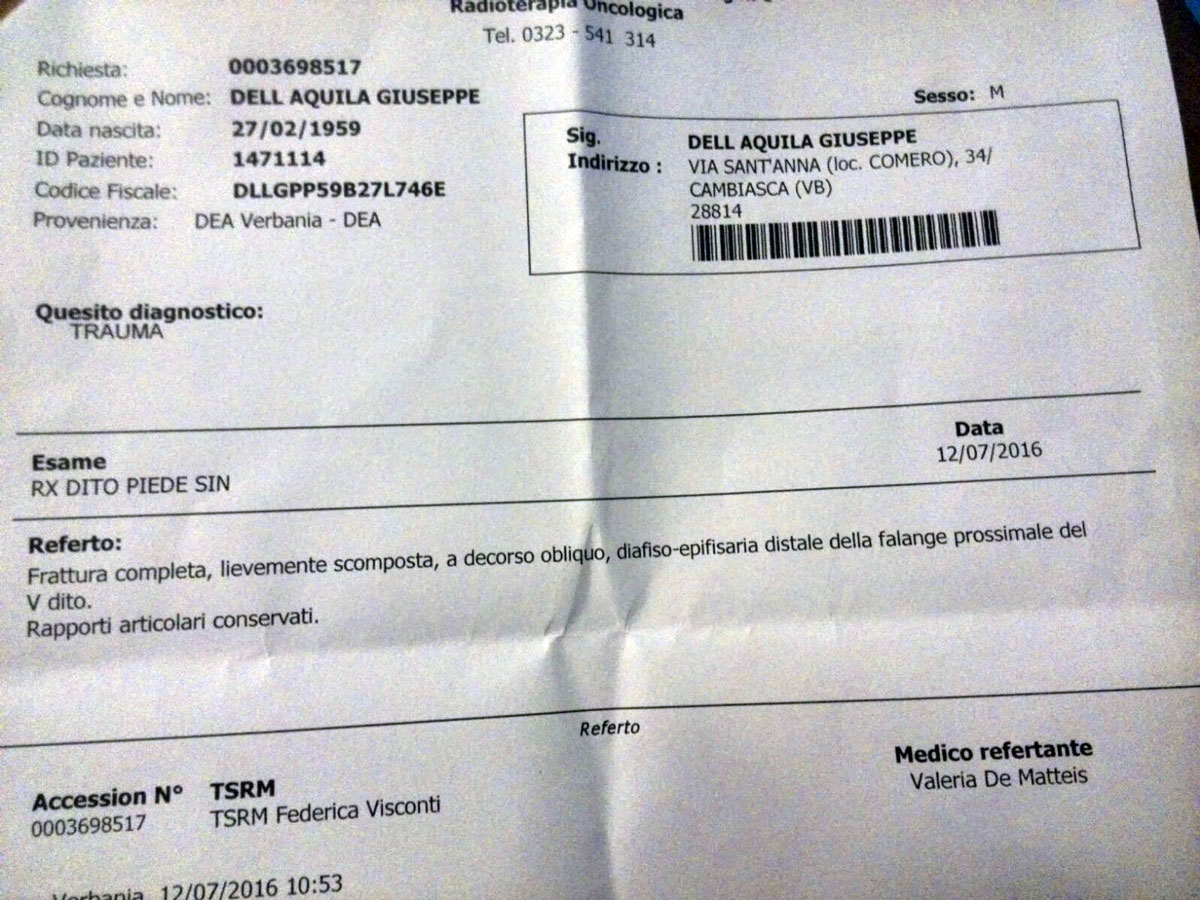 Radioterapia Oncologica
Tel. 0323 - 541 314
Richiesta: 0003698517
Cognome e Nome: DELL AQUILA GIUSEPPE
Data nascita: 27/02/1959
ID Paziente: 1471114
Codice Fiscale: DLLGPP59B27L746E
Provenienza: DEA Verbania - DEA
Sesso: M
Sig. DELL AQUILA GIUSEPPE
Indirizzo : VIA SANT'ANNA (loc. COMERO), 34/
CAMBIASCA (VB)
28814
Quesito diagnostico:
TRAUMA
Esame Data
RX DITO PIEDE SIN 12/07/2016
Referto:
Frattura completa, lievemente scomposta, a decorso obliquo, diafiso-epifisaria distale della falange prossimale del
V dito.
Rapporti articolari conservati.
Referto
Accession N° TSRM Medico refertante
0003698517 TSRM Federica Visconti Valeria De Matteis
Verbania 12/07/2016 10:53